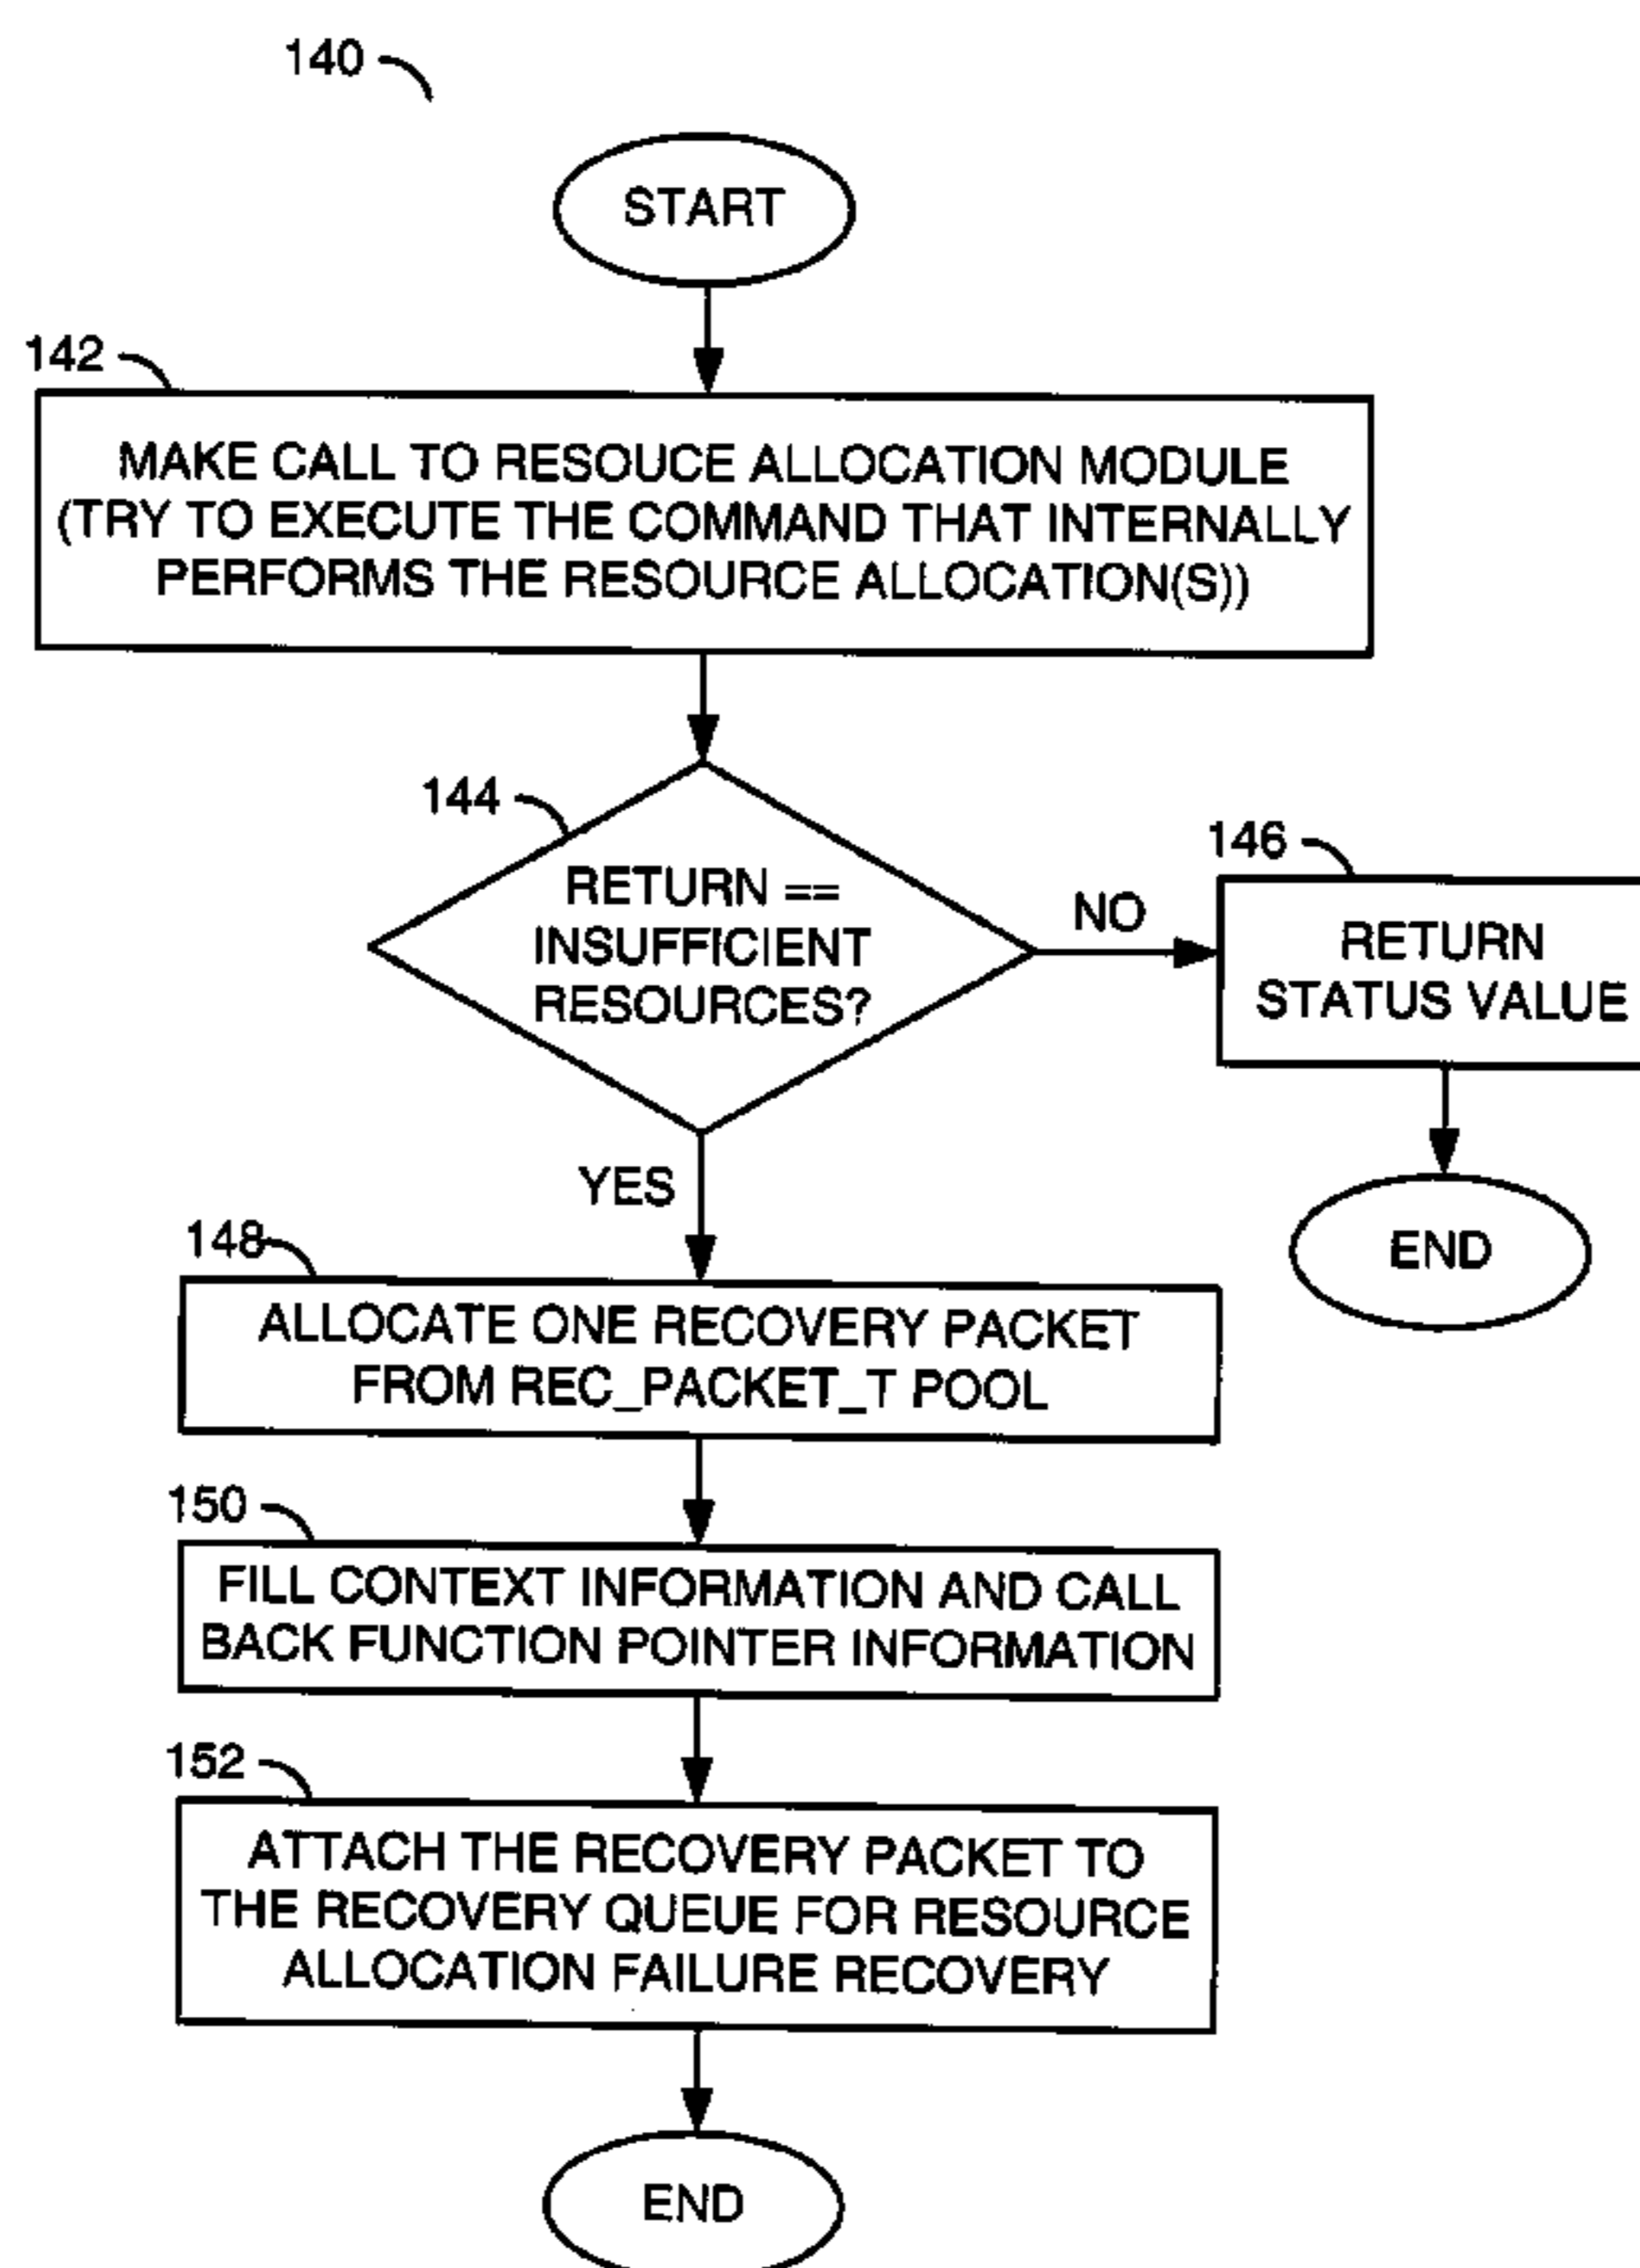 140
START
142
MAKE CALL TO RESOUCE ALLOCATION MODULE
(TRY TO EXECUTE THE COMMAND THAT INTERNALLY
PERFORMS THE RESOURCE ALLOCATION(S))
144
RETURN ==
INSUFFICIENT
RESOURCES?
NO
146
RETURN
STATUS VALUE
END
YES
148
ALLOCATE ONE RECOVERY PACKET
FROM REC_PACKET_T POOL
150
FILL CONTEXT INFORMATION AND CALL
BACK FUNCTION POINTER INFORMATION
152
ATTACH THE RECOVERY PACKET TO
THE RECOVERY QUEUE FOR RESOURCE
ALLOCATION FAILURE RECOVERY
END